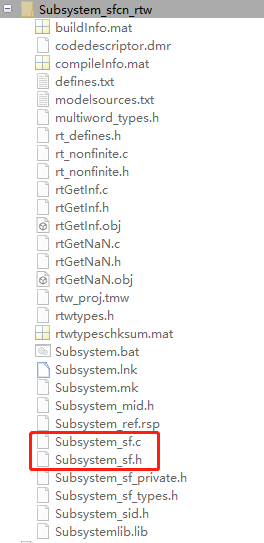 Subsystem_sfcn_rtw
buildInfo.mat
codedescriptor.dmr
compileInfo.mat
defines.txt
modelsources.txt
multiword_types.h
rt_defines.h
rt_nonfinite.c
rt_nonfinite.h
rtGetInf.c
rtGetInf.h
rtGetInf.obj
rtGetNaN.c
rtGetNaN.h
rtGetNaN.obj
rtw_proj.tmw
rtwtypes.h
rtwtypeschksum.mat
Subsystem.bat
Subsystem.lnk
Subsystem.mk
Subsystem_mid.h
Subsystem_ref.rsp
Subsystem_sf.c
Subsystem_sf.h
Subsystem_sf_private.h
Subsystem_sf_types.h
Subsystem_sid.h
Subsystemlib.lib